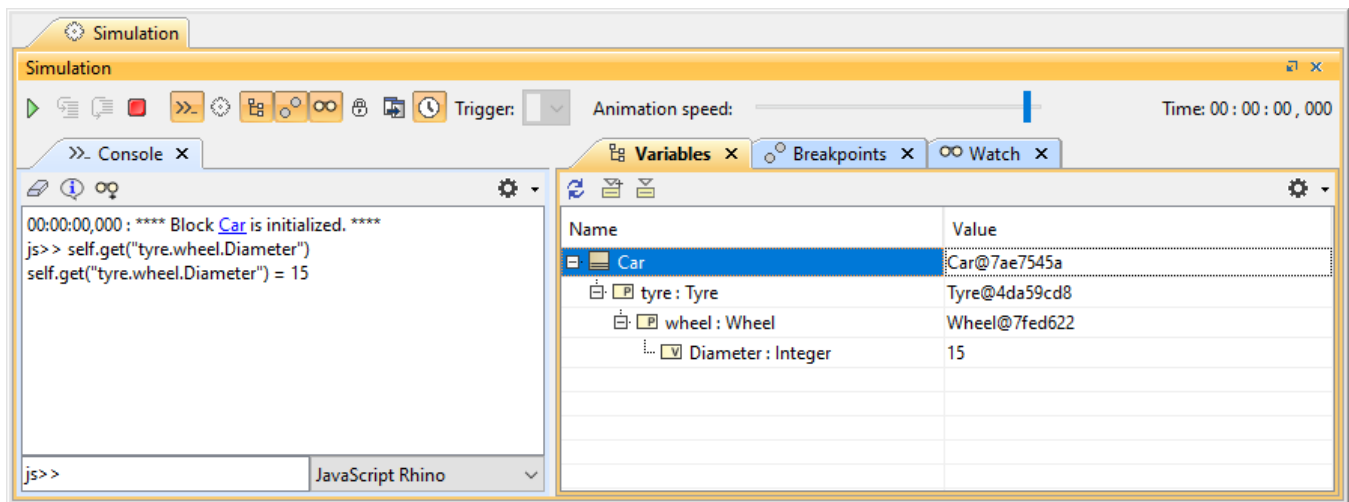 Simulation
Simulation
Trigger:
Animation speed:
Time: 00 : 00 : 00 , 000
Console
00:00:00,000 : **** Block Car is initialized. ****
js>> self.get("tyre.wheel.Diameter")
self.get("tyre.wheel.Diameter") = 15
js>>
JavaScript Rhino
Variables
Breakpoints
Watch
Name
Value
Car
Car@7ae7545a
tyre : Tyre
Tyre@4da59cd8
wheel : Wheel
Wheel@7fed622
Diameter : Integer
15